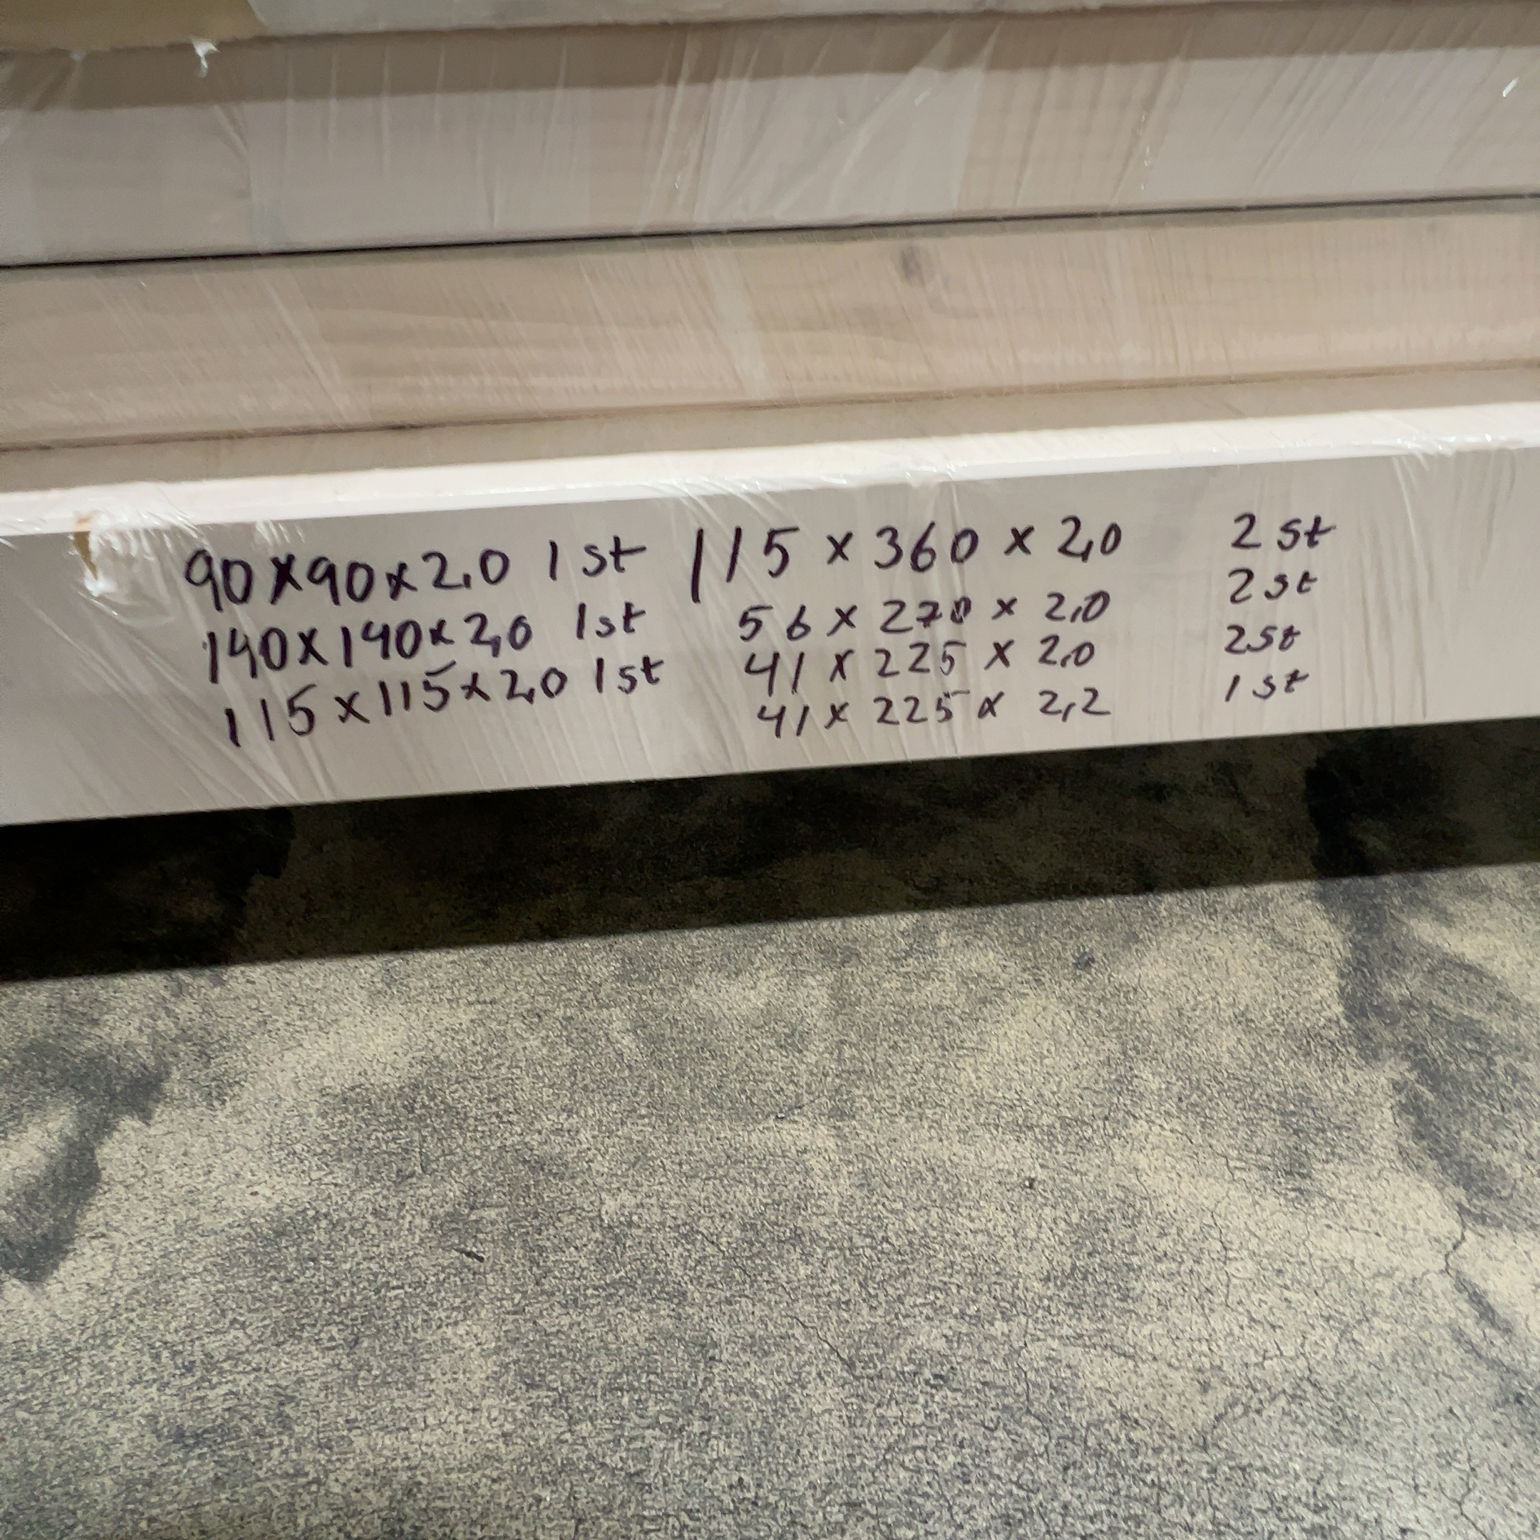 90x90x2,0 1st
140x140x2,0 1st
115x115x2,0 1st
115 x 360 x 2,0 2st
56 x 270 x 2,0 2st
41 x 225 x 2,0 2st
41 x 225 x 2,2 1st